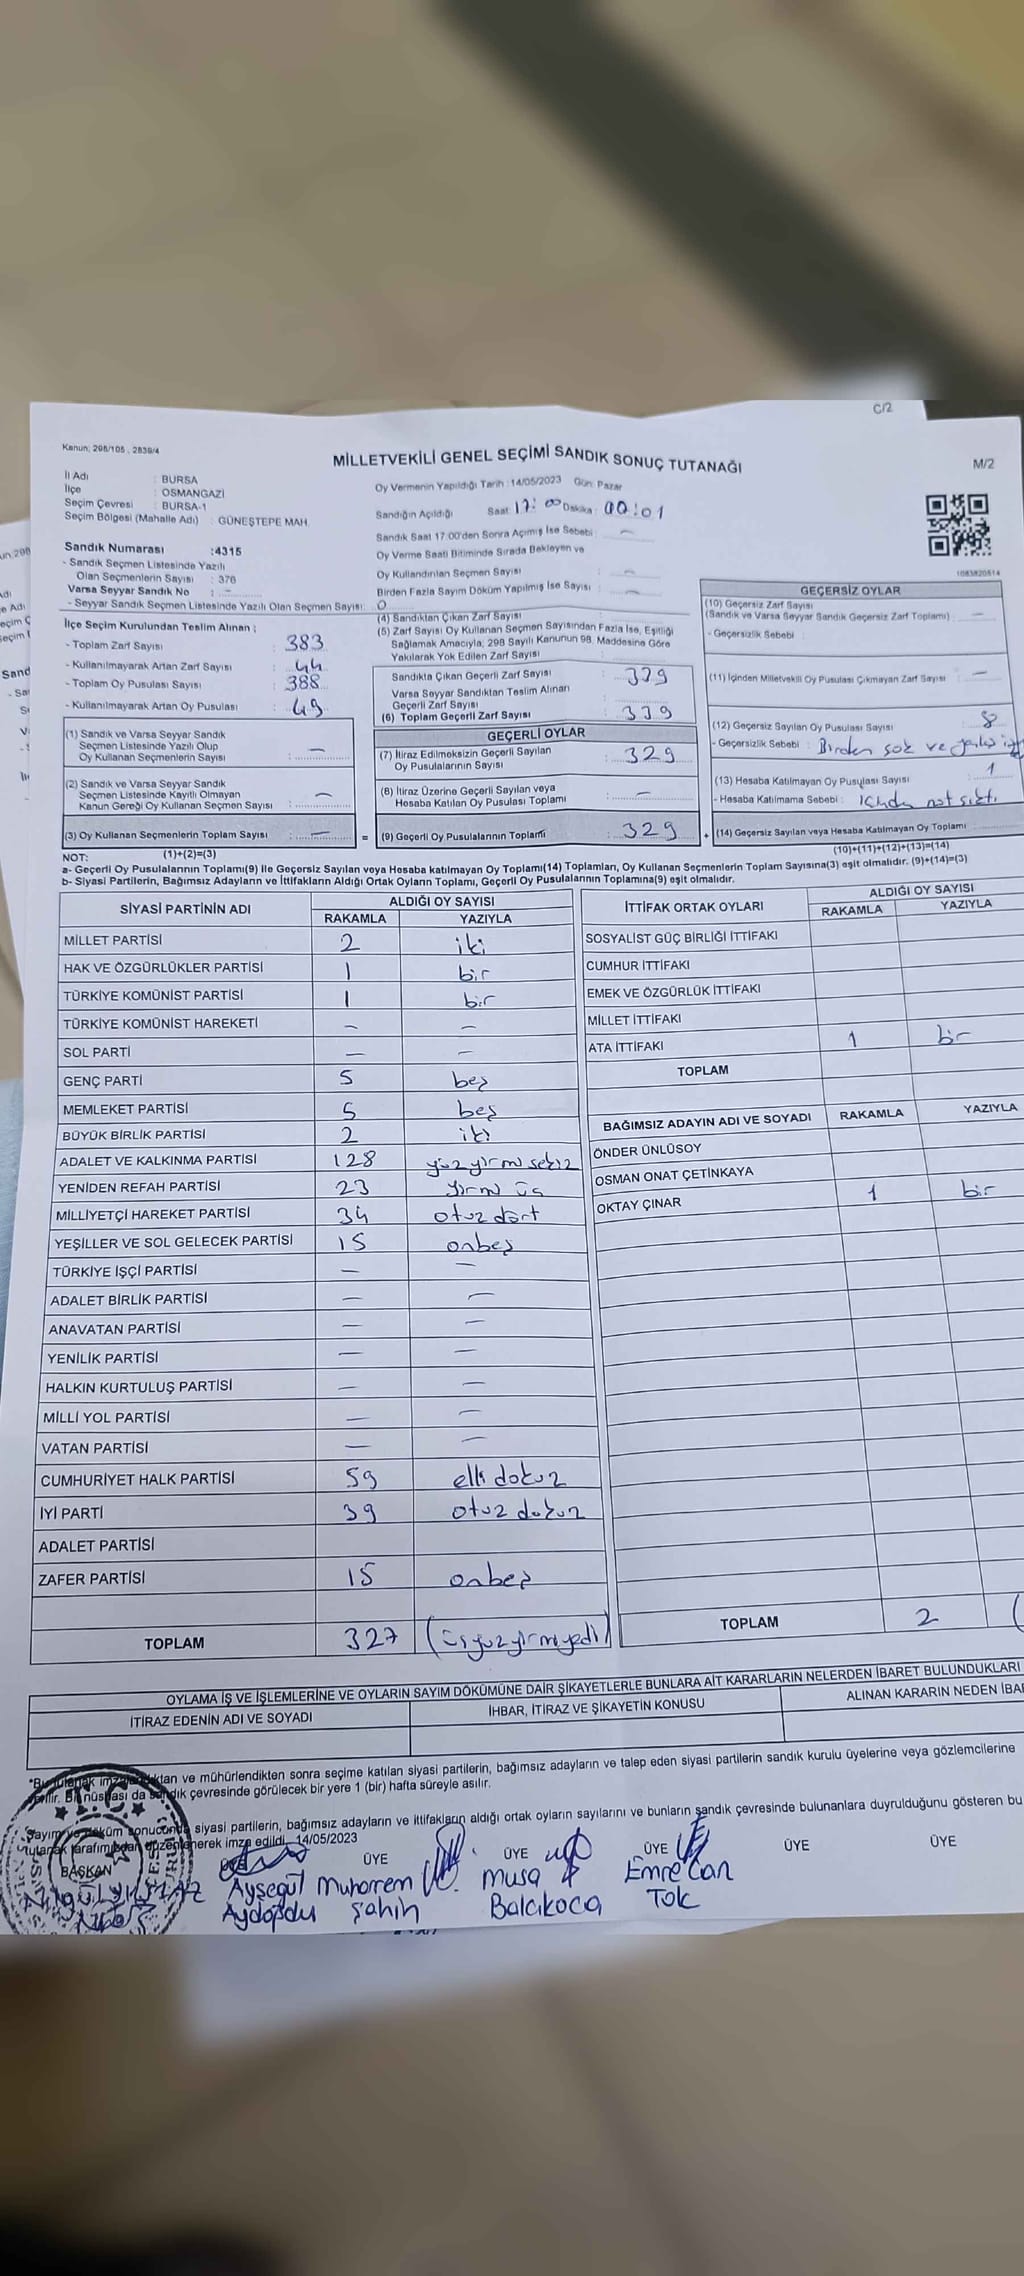 C/2
Kanun: 298/105 , 2839/4
MİLLETVEKİLİ GENEL SEÇİMİ SANDIK SONUÇ TUTANAĞI
M/2
İl Adı : BURSA
İlçe : OSMANGAZİ
Seçim Çevresi : BURSA-1
Seçim Bölgesi (Mahalle Adı) : GÜNEŞTEPE MAH.
Oy Vermenin Yapıldığı Tarih : 14/05/2023 Gün: Pazar
Sandığın Açıldığı Saat 17:00 Dakika: 00:01
Sandık Saat 17:00'den Sonra Açımış İse Sebebi : —
Oy Verme Saati Bitiminde Sırada Bekleyen ve
Oy Kullandırılan Seçmen Sayısı : —
Birden Fazla Sayım Döküm Yapılmış İse Sayısı : —
Sandık Numarası :4315
- Sandık Seçmen Listesinde Yazılı
Olan Seçmenlerin Sayısı : 376
Varsa Seyyar Sandık No : —
- Seyyar Sandık Seçmen Listesinde Yazılı Olan Seçmen Sayısı: 0
1083820514
İlçe Seçim Kurulundan Teslim Alınan ;
- Toplam Zarf Sayısı : 383
- Kullanılmayarak Artan Zarf Sayısı : 44
- Toplam Oy Pusulası Sayısı : 388
- Kullanılmayarak Artan Oy Pusulası : 49
(1) Sandık ve Varsa Seyyar Sandık
Seçmen Listesinde Yazılı Olup
Oy Kullanan Seçmenlerin Sayısı : —
(2) Sandık ve Varsa Seyyar Sandık
Seçmen Listesinde Kayıtlı Olmayan
Kanun Gereği Oy Kullanan Seçmen Sayısı : —
(3) Oy Kullanan Seçmenlerin Toplam Sayısı : —
(4) Sandıktan Çıkan Zarf Sayısı
(5) Zarf Sayısı Oy Kullanan Seçmen Sayısından Fazla İse, Eşitliği
Sağlamak Amacıyla, 298 Sayılı Kanunun 98. Maddesine Göre
Yakılarak Yok Edilen Zarf Sayısı
Sandıkta Çıkan Geçerli Zarf Sayısı : 339
Varsa Seyyar Sandıktan Teslim Alınan
Geçerli Zarf Sayısı
(6) Toplam Geçerli Zarf Sayısı : 339
GEÇERLİ OYLAR
(7) İtiraz Edilmeksizin Geçerli Sayılan
Oy Pusulalarının Sayısı : 329
(8) İtiraz Üzerine Geçerli Sayılan veya
Hesaba Katılan Oy Pusulası Toplamı : —
= (9) Geçerli Oy Pusulalarının Toplamı : 329 +
GEÇERSİZ OYLAR
(10) Geçersiz Zarf Sayısı
(Sandık ve Varsa Seyyar Sandık Geçersiz Zarf Toplamı) : —
- Geçersizlik Sebebi :
(11) İçinden Milletvekili Oy Pusulası Çıkmayan Zarf Sayısı : —
(12) Geçersiz Sayılan Oy Pusulası Sayısı : 8
- Geçersizlik Sebebi : Birden çok ve
(13) Hesaba Katılmayan Oy Pusulası Sayısı : 1
- Hesaba Katılmama Sebebi : içinden not çıktı
(14) Geçersiz Sayılan veya Hesaba Katılmayan Oy Toplamı
(10)+(11)+(12)+(13)=(14)
NOT: (1)+(2)=(3)
a- Geçerli Oy Pusulalarının Toplamı(9) İle Geçersiz Sayılan veya Hesaba katılmayan Oy Toplamı(14) Toplamları, Oy Kullanan Seçmenlerin Toplam Sayısına(3) eşit olmalıdır. (9)+(14)=(3)
b- Siyasi Partilerin, Bağımsız Adayların ve İttifakların Aldığı Ortak Oyların Toplamı, Geçerli Oy Pusulalarının Toplamına(9) eşit olmalıdır.
SİYASİ PARTİNİN ADI ALDIĞI OY SAYISI
RAKAMLA YAZIYLA
MİLLET PARTİSİ 2 iki
HAK VE ÖZGÜRLÜKLER PARTİSİ 1 bir
TÜRKİYE KOMÜNİST PARTİSİ 1 bir
TÜRKİYE KOMÜNİST HAREKETİ — —
SOL PARTİ — —
GENÇ PARTİ 5 beş
MEMLEKET PARTİSİ 5 beş
BÜYÜK BİRLİK PARTİSİ 2 iki
ADALET VE KALKINMA PARTİSİ 128 yüzyirmi sekiz
YENİDEN REFAH PARTİSİ 23 yirmi üç
MİLLİYETÇİ HAREKET PARTİSİ 34 otuz dört
YEŞİLLER VE SOL GELECEK PARTİSİ 15 onbeş
TÜRKİYE İŞÇİ PARTİSİ — —
ADALET BİRLİK PARTİSİ — —
ANAVATAN PARTİSİ — —
YENİLİK PARTİSİ — —
HALKIN KURTULUŞ PARTİSİ — —
MİLLİ YOL PARTİSİ — —
VATAN PARTİSİ — —
CUMHURİYET HALK PARTİSİ 59 elli dokuz
İYİ PARTİ 39 otuz dokuz
ADALET PARTİSİ
ZAFER PARTİSİ 15 onbeş
TOPLAM 327 (üçyüzyirmiyedi)
İTTİFAK ORTAK OYLARI ALDIĞI OY SAYISI
RAKAMLA YAZIYLA
SOSYALİST GÜÇ BİRLİĞİ İTTİFAKI
CUMHUR İTTİFAKI
EMEK VE ÖZGÜRLÜK İTTİFAKI
MİLLET İTTİFAKI
ATA İTTİFAKI 1 bir
TOPLAM
BAĞIMSIZ ADAYIN ADI VE SOYADI RAKAMLA YAZIYLA
ÖNDER ÜNLÜSOY
OSMAN ONAT ÇETİNKAYA
OKTAY ÇINAR 1 bir
TOPLAM 2 (
OYLAMA İŞ VE İŞLEMLERİNE VE OYLARIN SAYIM DÖKÜMÜNE DAİR ŞİKAYETLERLE BUNLARA AİT KARARLARIN NELERDEN İBARET BULUNDUKLARI
İTİRAZ EDENİN ADI VE SOYADI İHBAR, İTİRAZ VE ŞİKAYETİN KONUSU ALINAN KARARIN NEDEN İBA
*Bu tutanak imzalandıktan ve mühürlendikten sonra seçime katılan siyasi partilerin, bağımsız adayların ve talep eden siyasi partilerin sandık kurulu üyelerine veya gözlemcilerine
verilir. Bir nüshası da sandık çevresinde görülecek bir yere 1 (bir) hafta süreyle asılır.
Sayım ve döküm sonucunda siyasi partilerin, bağımsız adayların ve ittifakların aldığı ortak oyların sayılarını ve bunların sandık çevresinde bulunanlara duyrulduğunu gösteren bu
tutanak tarafımızdan düzenlenerek imza edildi. 14/05/2023
BAŞKAN ÜYE ÜYE ÜYE ÜYE ÜYE
Ayşegül Muharrem Musa Emre Can
Aydoğdu Şahin Balcıkoca Tok